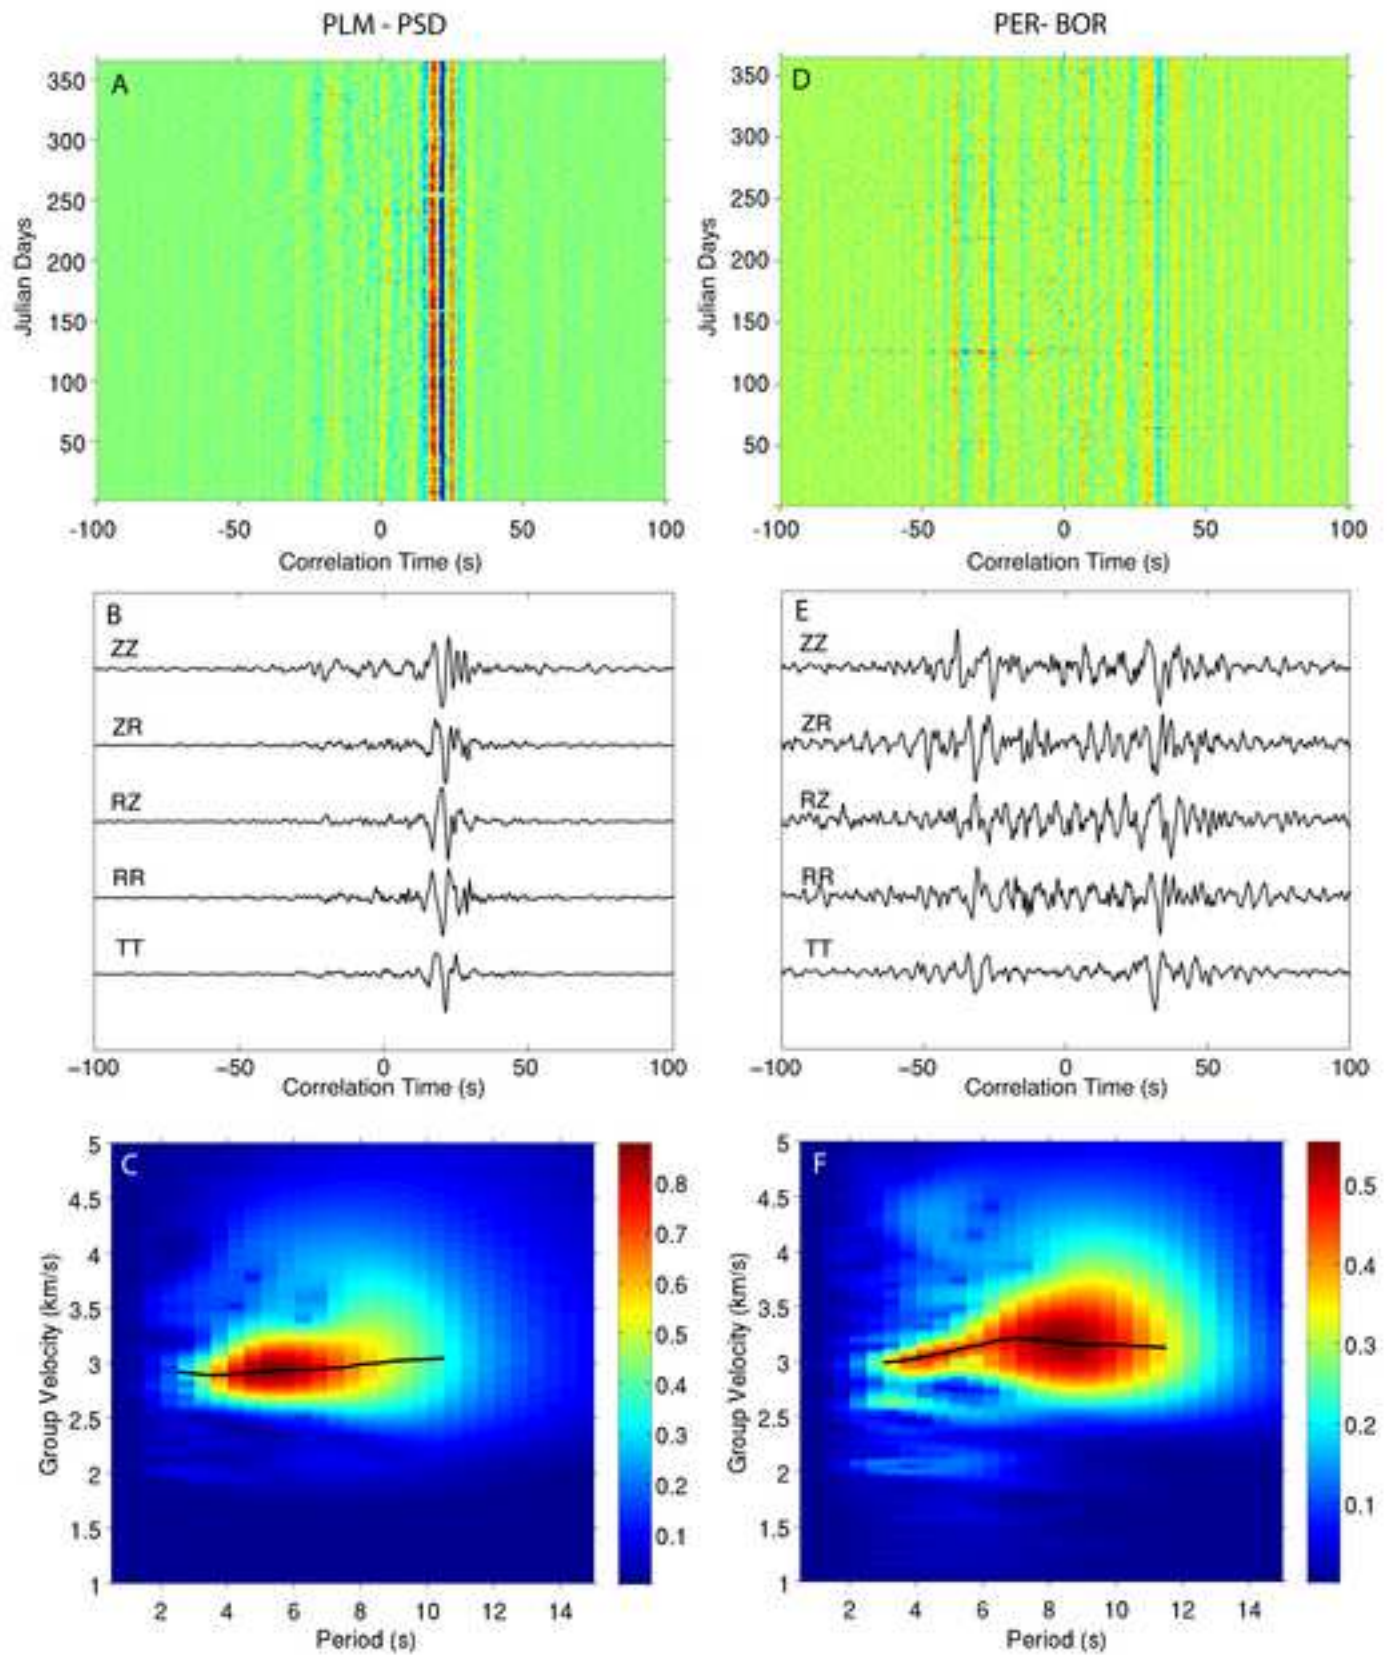 PLM - PSD
A
350
300
250
200
150
100
50
Julian Days
-100 -50 0 50 100
Correlation Time (s)
B
ZZ
ZR
RZ
RR
TT
−100 −50 0 50 100
Correlation Time (s)
C
5
4.5
4
3.5
3
2.5
2
1.5
1
Group Velocity (km/s)
2 4 6 8 10 12 14
Period (s)
0.8
0.7
0.6
0.5
0.4
0.3
0.2
0.1
PER- BOR
D
350
300
250
200
150
100
50
Julian Days
-100 -50 0 50 100
Correlation Time (s)
E
ZZ
ZR
RZ
RR
TT
−100 −50 0 50 100
Correlation Time (s)
F
5
4.5
4
3.5
3
2.5
2
1.5
1
Group Velocity (km/s)
2 4 6 8 10 12 14
Period (s)
0.5
0.4
0.3
0.2
0.1